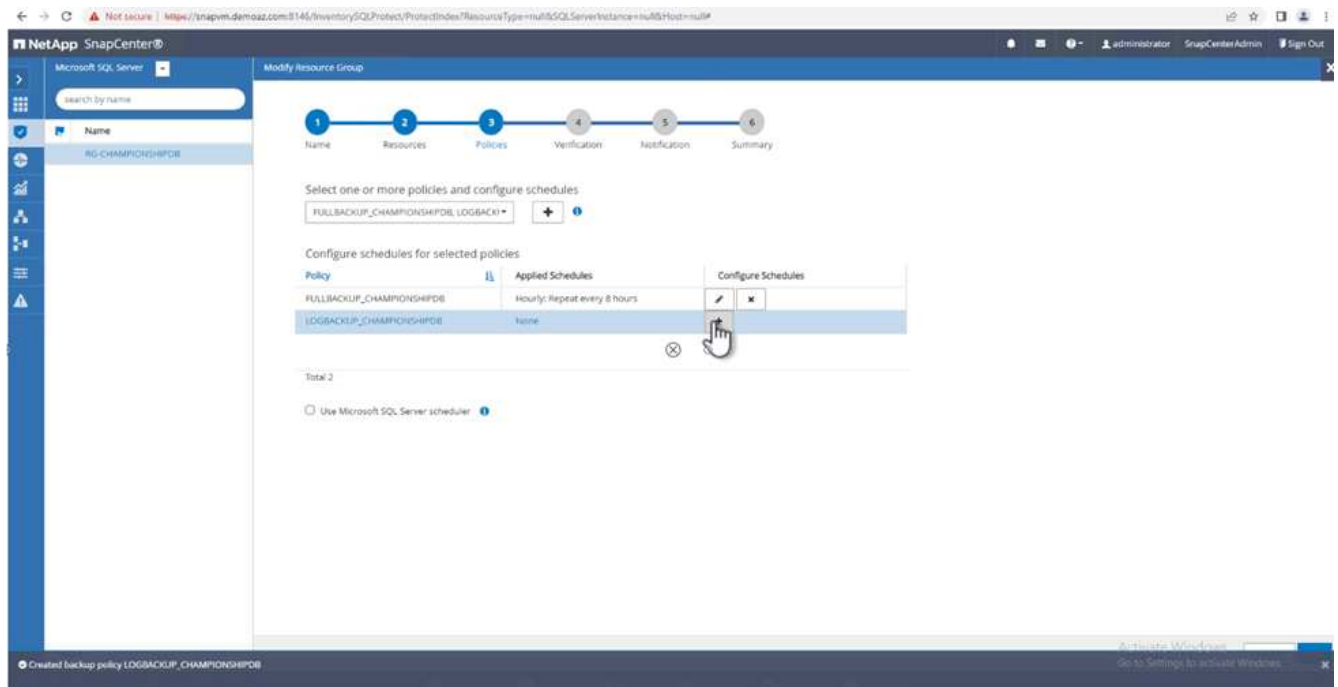 Not secure | https://snapvm.demoaz.com:8146/InventorySQLProtect/ProtectIndex?ResourceType=null&SQLServerInstance=null&Host=null#
NetApp SnapCenter®
administrator SnapCenterAdmin Sign Out
Microsoft SQL Server
Modify Resource Group
search by name
Name
RG-CHAMPIONSHIPDB
1 2 3 4 5 6
Name Resources Policies Verification Notification Summary
Select one or more policies and configure schedules
FULLBACKUP_CHAMPIONSHIPDB, LOGBACKU
Configure schedules for selected policies
Policy Applied Schedules Configure Schedules
FULLBACKUP_CHAMPIONSHIPDB Hourly: Repeat every 8 hours
LOGBACKUP_CHAMPIONSHIPDB None
Total 2
Use Microsoft SQL Server scheduler
Activate Windows
Go to Settings to activate Windows.
Created backup policy LOGBACKUP_CHAMPIONSHIPDB